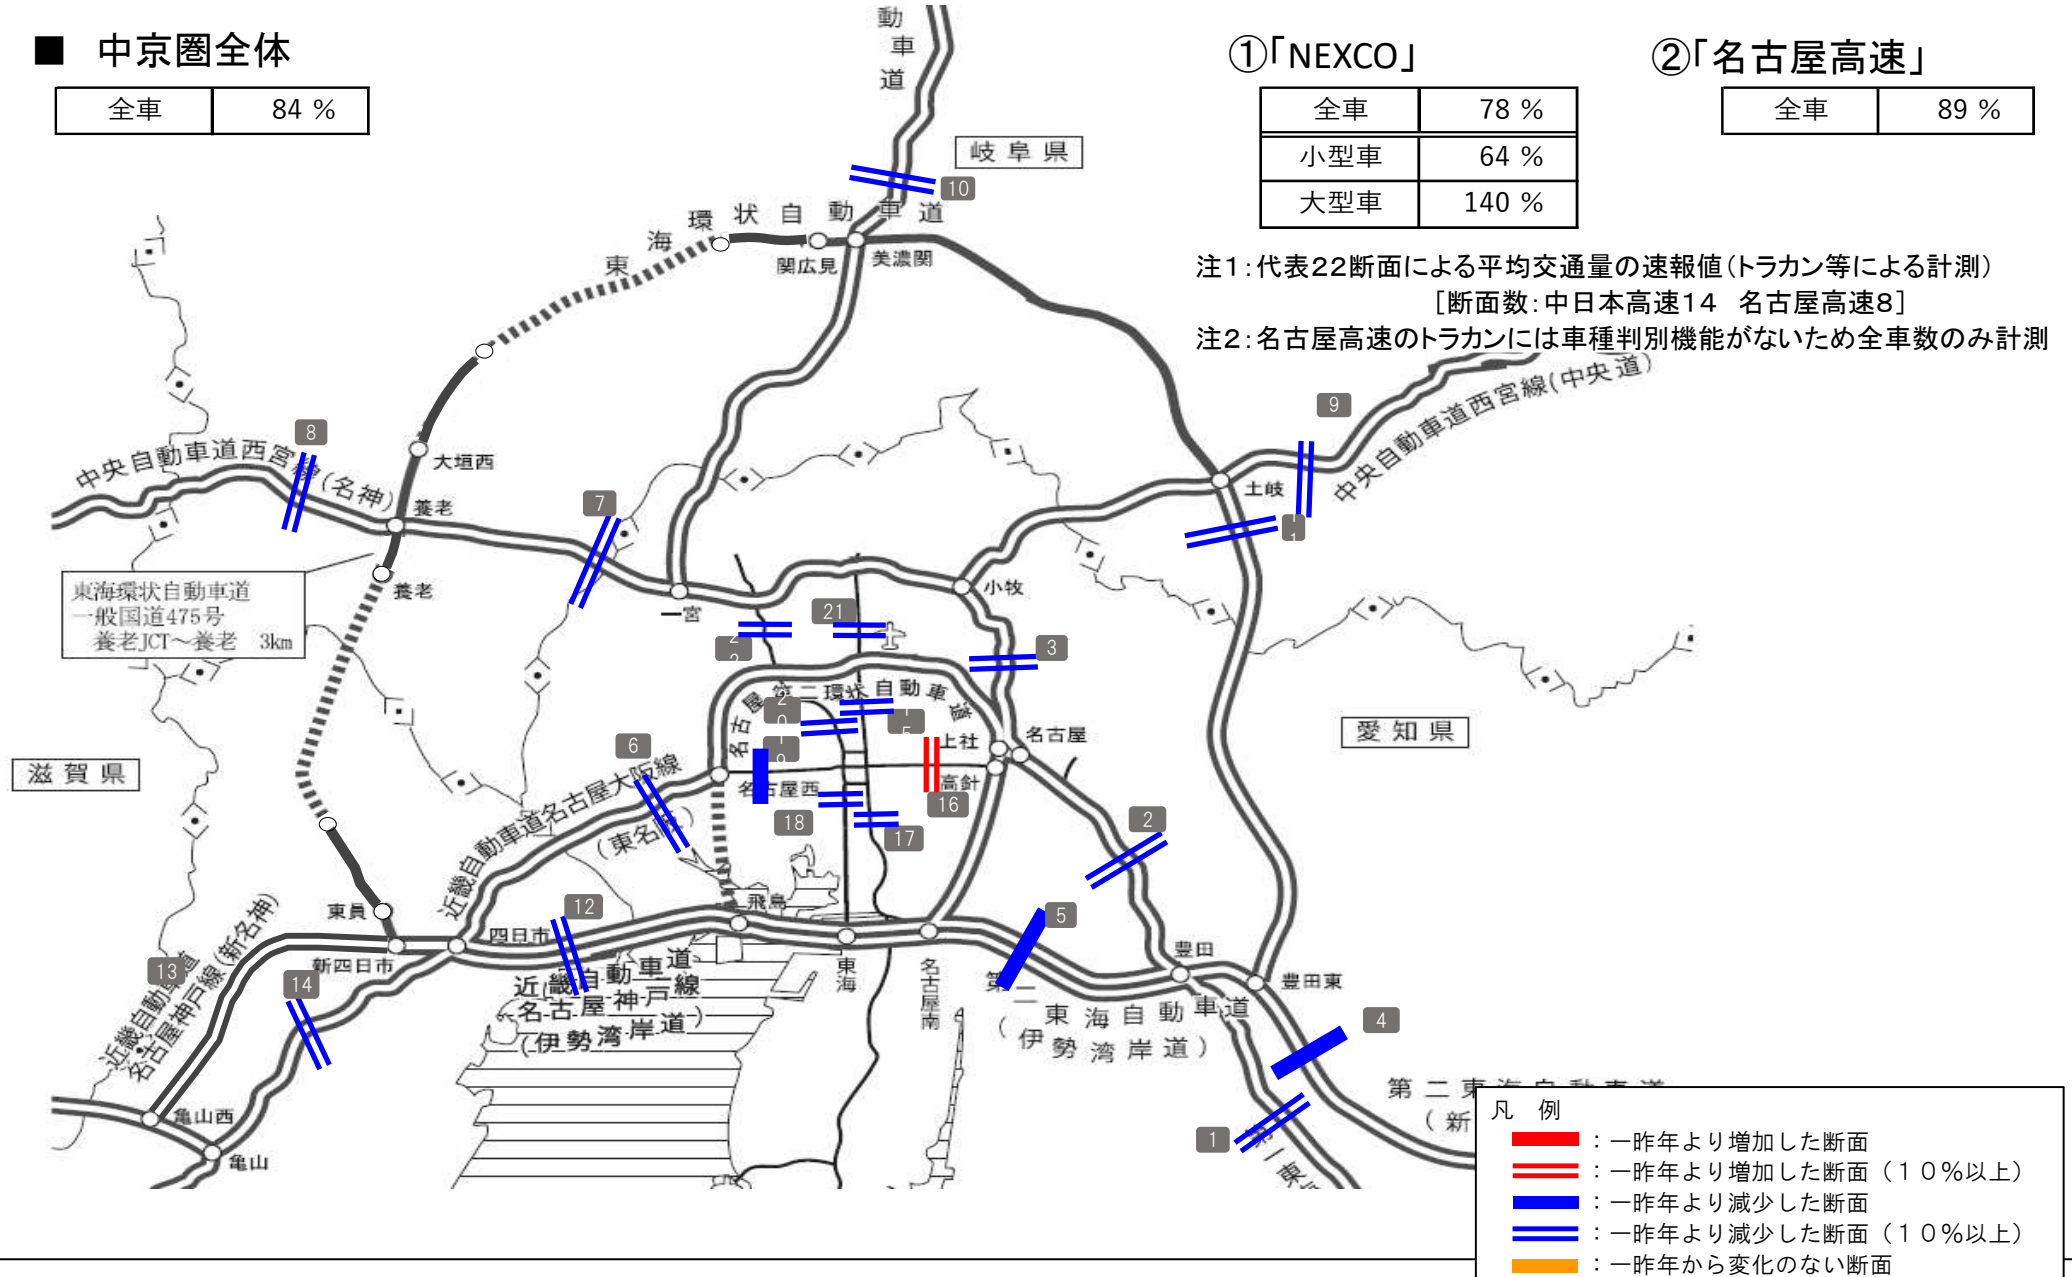 ■ 中京圏全体
全車 84 %
①「NEXCO」
全車 78 %
小型車 64 %
大型車 140 %
②「名古屋高速」
全車 89 %
注1：代表22断面による平均交通量の速報値（トラカン等による計測）
［断面数：中日本高速14　名古屋高速8］
注2：名古屋高速のトラカンには車種判別機能がないため全車数のみ計測
動車道
岐阜県
10
東海環状自動車道
関広見
美濃関
9
中央自動車道西宮線(中央道)
8
中央自動車道西宮線(名神)
大垣西
養老
7
土岐
11
東海環状自動車道
一般国道475号
養老JCT～養老　3km
養老
一宮
小牧
22
21
3
名古屋第二環状自動車道
20
15
19
上社
名古屋
愛知県
滋賀県
6
近畿自動車道名古屋大阪線
(東名阪)
名古屋西
高針
16
18
17
2
東員
飛島
12
5
四日市
新四日市
13
14
近畿自動車道
名古屋神戸線(新名神)
近畿自動車道
名古屋神戸線
(伊勢湾岸道)
東海
名古屋南
豊田
豊田東
第二東海自動車道
(伊勢湾岸道)
4
亀山西
亀山
1
第一東
第二東海自動車道
(新
凡　例
：一昨年より増加した断面
：一昨年より増加した断面（１０％以上）
：一昨年より減少した断面
：一昨年より減少した断面（１０％以上）
：一昨年から変化のない断面